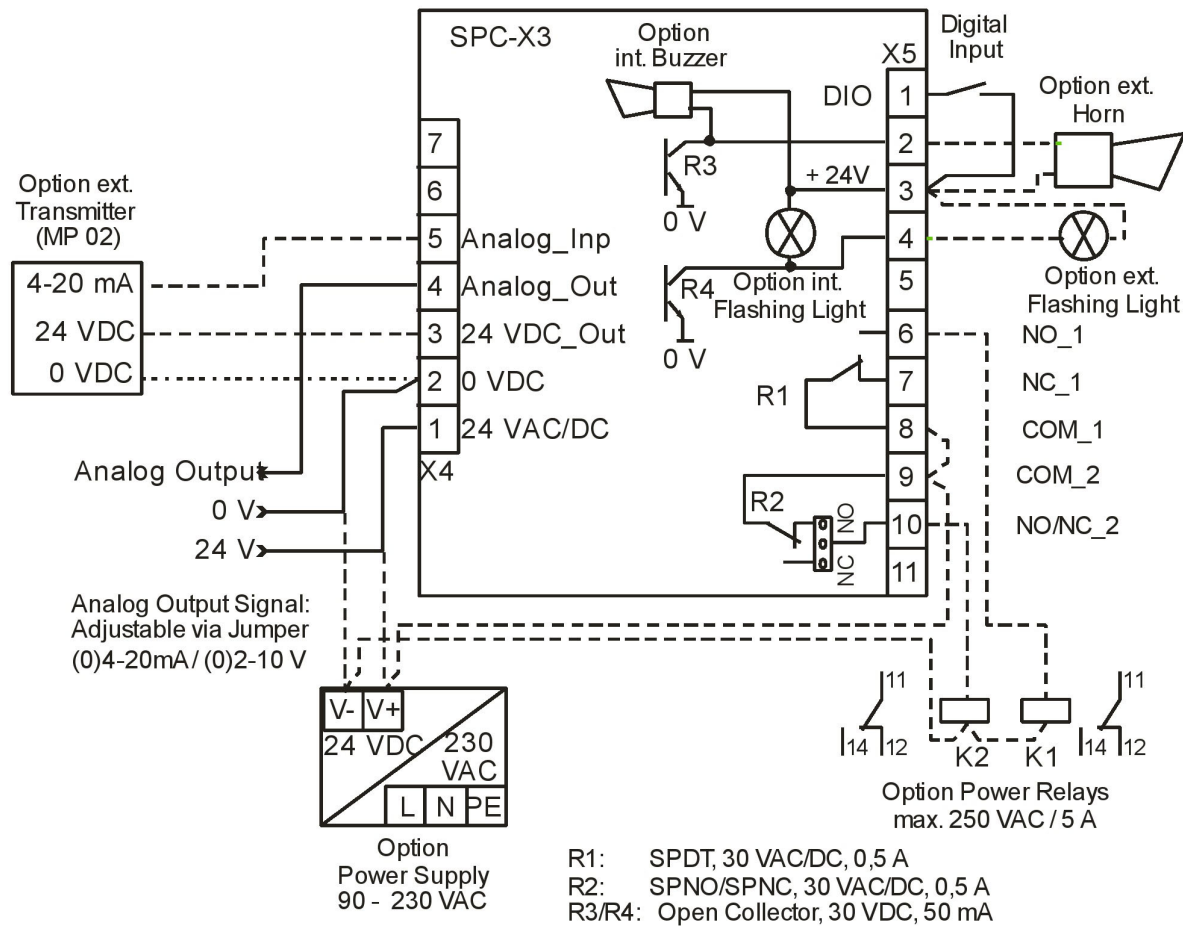 SPC-X3
Option
int. Buzzer
X5
Digital
Input
DIO
1
Option ext.
Horn
2
R3
0 V
+ 24V
3
4
R4
0 V
Option int.
Flashing Light
Option ext.
Flashing Light
5
6
NO_1
7
NC_1
R1
8
COM_1
9
COM_2
R2
NO
NC
10
NO/NC_2
11
7
6
5
Analog_Inp
4
Analog_Out
3
24 VDC_Out
2
0 VDC
1
24 VAC/DC
X4
Option ext.
Transmitter
(MP 02)
4-20 mA
24 VDC
0 VDC
Analog Output
0 V
24 V
Analog Output Signal:
Adjustable via Jumper
(0)4-20mA / (0)2-10 V
V- V+
24 VDC
230
VAC
L N PE
Option
Power Supply
90 - 230 VAC
11
14 12
K2
K1
11
14 12
Option Power Relays
max. 250 VAC / 5 A
R1: SPDT, 30 VAC/DC, 0,5 A
R2: SPNO/SPNC, 30 VAC/DC, 0,5 A
R3/R4: Open Collector, 30 VDC, 50 mA